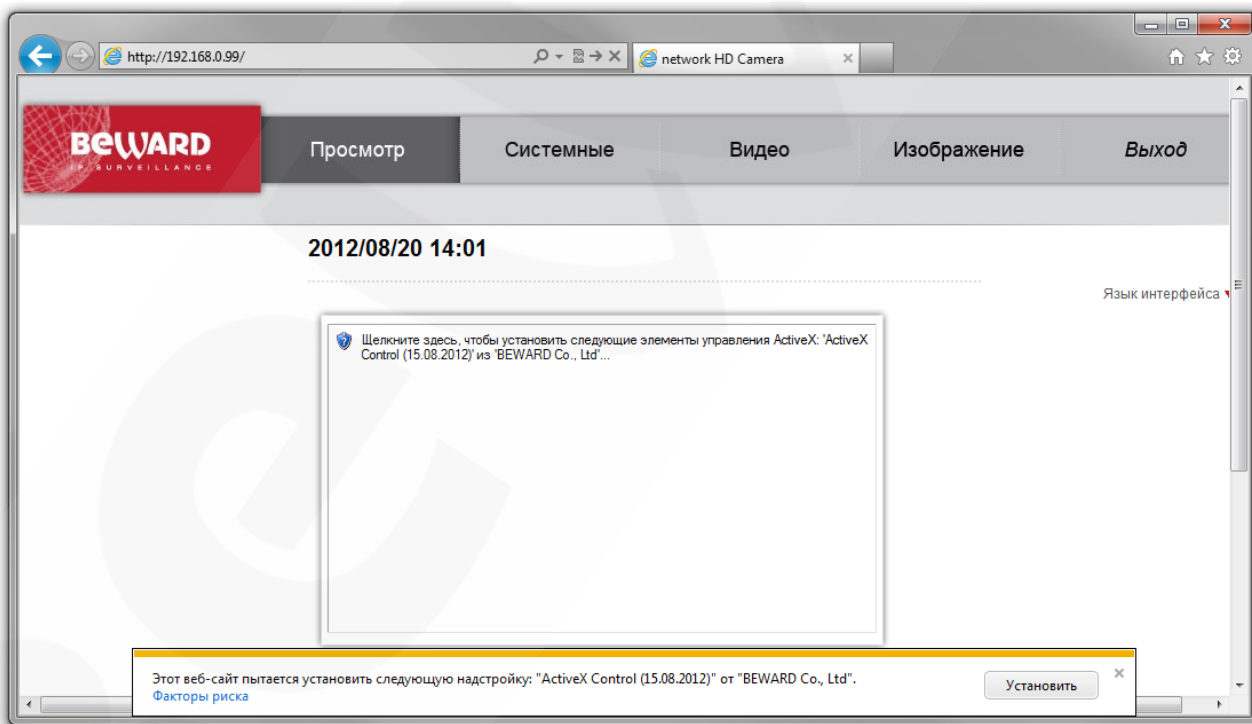 http://192.168.0.99/
network HD Camera
BEWARD
IP SURVEILLANCE
Просмотр
Системные
Видео
Изображение
Выход
2012/08/20 14:01
Язык интерфейса
Щелкните здесь, чтобы установить следующие элементы управления ActiveX: 'ActiveX
Control (15.08.2012)' из 'BEWARD Co., Ltd'...
Этот веб-сайт пытается установить следующую надстройку: "ActiveX Control (15.08.2012)" от "BEWARD Co., Ltd".
Факторы риска
Установить